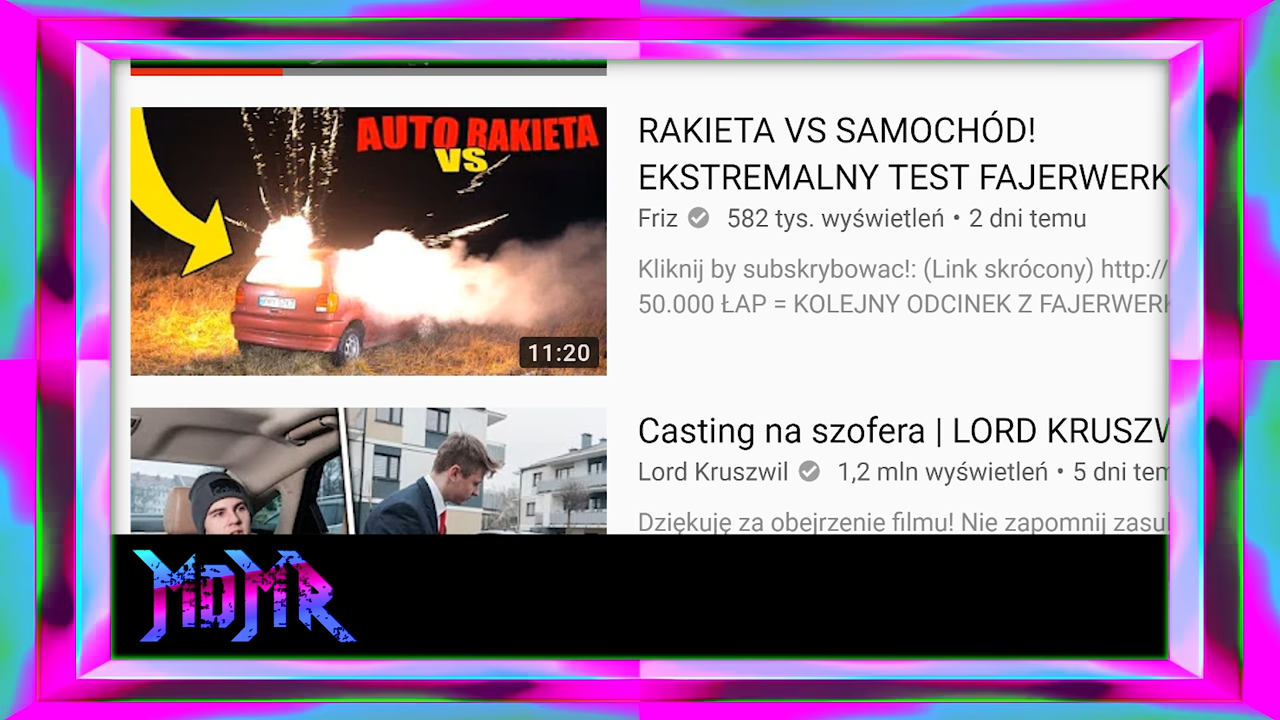 AUTO RAKIETA
VS
11:20
RAKIETA VS SAMOCHÓD!
EKSTREMALNY TEST FAJERWERK
Friz 582 tys. wyświetleń • 2 dni temu
Kliknij by subskrybowac!: (Link skrócony) http://
50.000 ŁAP = KOLEJNY ODCINEK Z FAJERWERK
Casting na szofera | LORD KRUSZW
Lord Kruszwil 1,2 mln wyświetleń • 5 dni tem
Dziękuję za obejrzenie filmu! Nie zapomnij zasu
MDMR